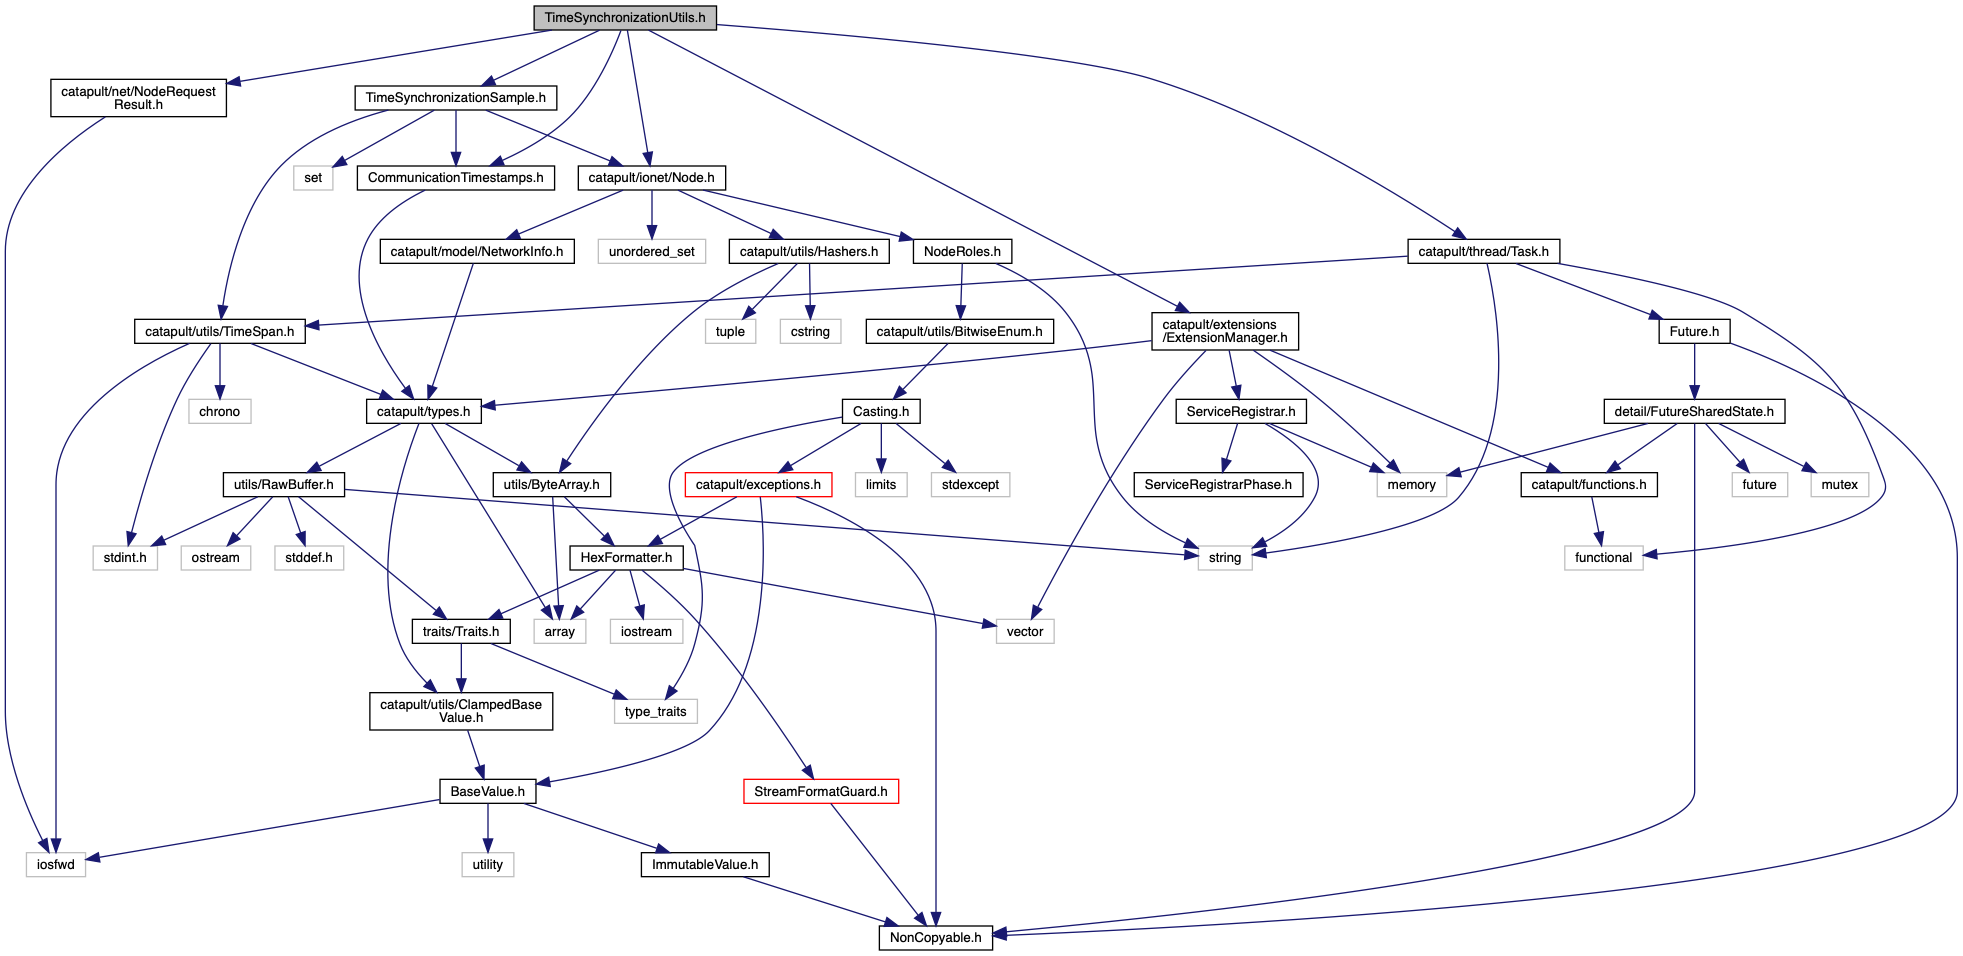 TimeSynchronizationUtils.h
catapult/net/NodeRequest
Result.h
TimeSynchronizationSample.h
set
CommunicationTimestamps.h
catapult/ionet/Node.h
catapult/model/NetworkInfo.h
unordered_set
catapult/utils/Hashers.h
NodeRoles.h
catapult/thread/Task.h
catapult/utils/TimeSpan.h
tuple
cstring
catapult/utils/BitwiseEnum.h
catapult/extensions
/ExtensionManager.h
Future.h
chrono
catapult/types.h
Casting.h
ServiceRegistrar.h
detail/FutureSharedState.h
utils/RawBuffer.h
utils/ByteArray.h
catapult/exceptions.h
limits
stdexcept
ServiceRegistrarPhase.h
memory
catapult/functions.h
future
mutex
stdint.h
ostream
stddef.h
HexFormatter.h
string
functional
traits/Traits.h
array
iostream
vector
catapult/utils/ClampedBase
Value.h
type_traits
BaseValue.h
StreamFormatGuard.h
iosfwd
utility
ImmutableValue.h
NonCopyable.h